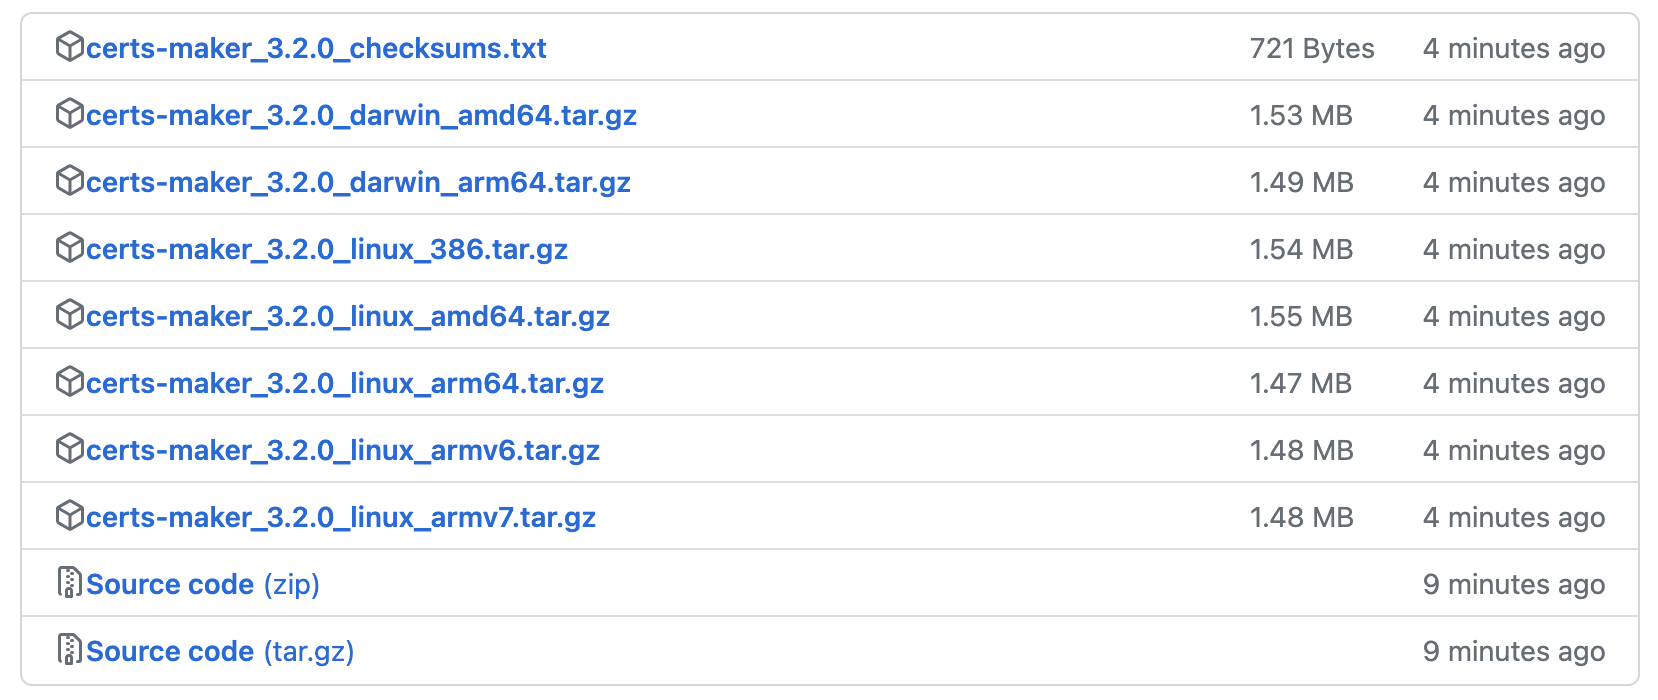 certs-maker_3.2.0_checksums.txt 721 Bytes 4 minutes ago
certs-maker_3.2.0_darwin_amd64.tar.gz 1.53 MB 4 minutes ago
certs-maker_3.2.0_darwin_arm64.tar.gz 1.49 MB 4 minutes ago
certs-maker_3.2.0_linux_386.tar.gz 1.54 MB 4 minutes ago
certs-maker_3.2.0_linux_amd64.tar.gz 1.55 MB 4 minutes ago
certs-maker_3.2.0_linux_arm64.tar.gz 1.47 MB 4 minutes ago
certs-maker_3.2.0_linux_armv6.tar.gz 1.48 MB 4 minutes ago
certs-maker_3.2.0_linux_armv7.tar.gz 1.48 MB 4 minutes ago
Source code (zip) 9 minutes ago
Source code (tar.gz) 9 minutes ago